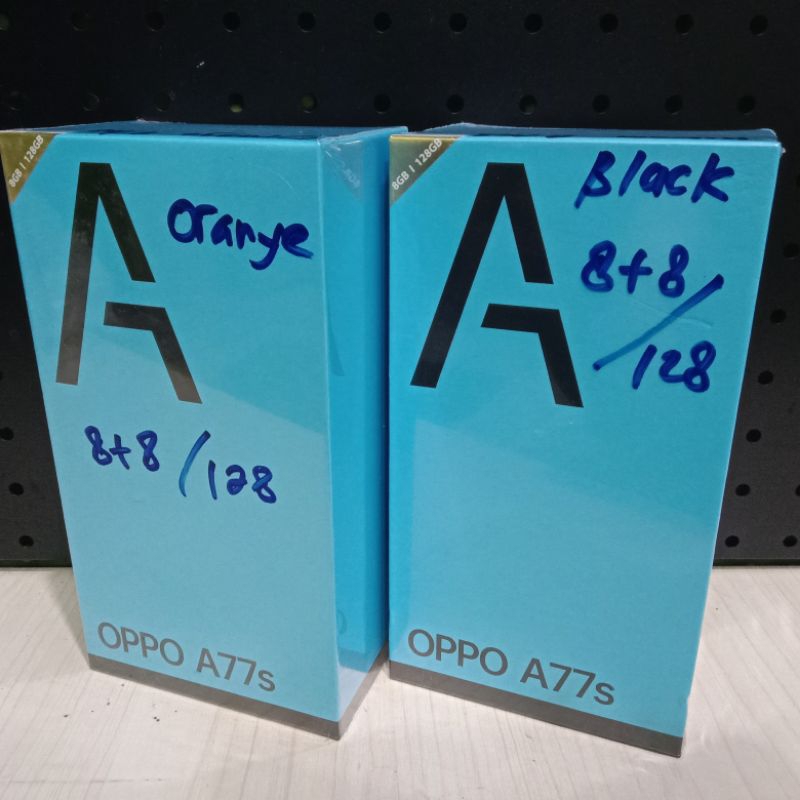 8GB | 128GB
A
Oranye
8+8/128
OPPO A77s
8GB | 128GB
A
Black
8+8
/128
OPPO A77s